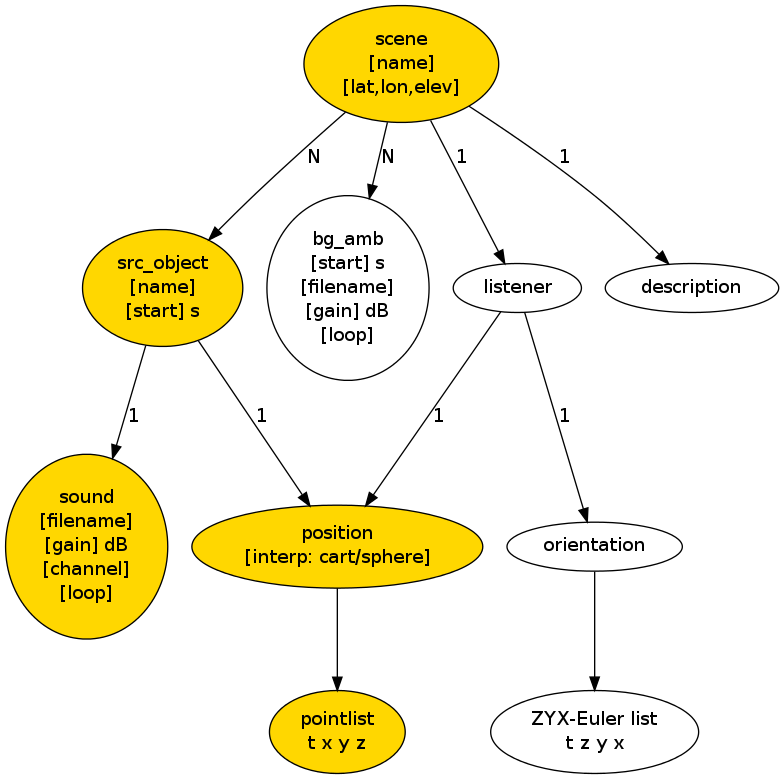 scene
[name]
[lat,lon,elev]
N
N
1
1
src_object
[name]
[start] s
bg_amb
[start] s
[filename]
[gain] dB
[loop]
listener
description
1
1
1
1
sound
[filename]
[gain] dB
[channel]
[loop]
position
[interp: cart/sphere]
orientation
pointlist
t x y z
ZYX-Euler list
t z y x